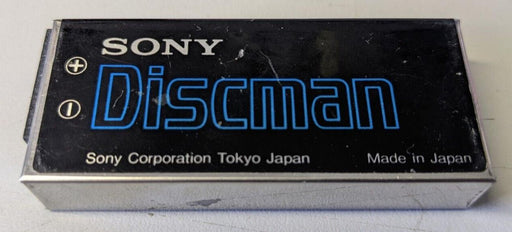 SONY
+
Discman
-
Sony Corporation Tokyo Japan Made in Japan